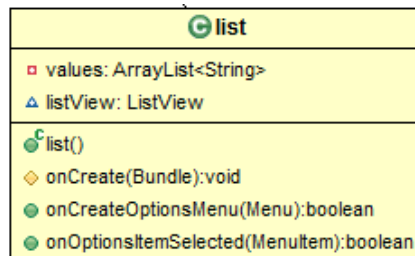 C list
values: ArrayList<String>
listView: ListView
c list()
onCreate(Bundle):void
onCreateOptionsMenu(Menu):boolean
onOptionsItemSelected(MenuItem):boolean